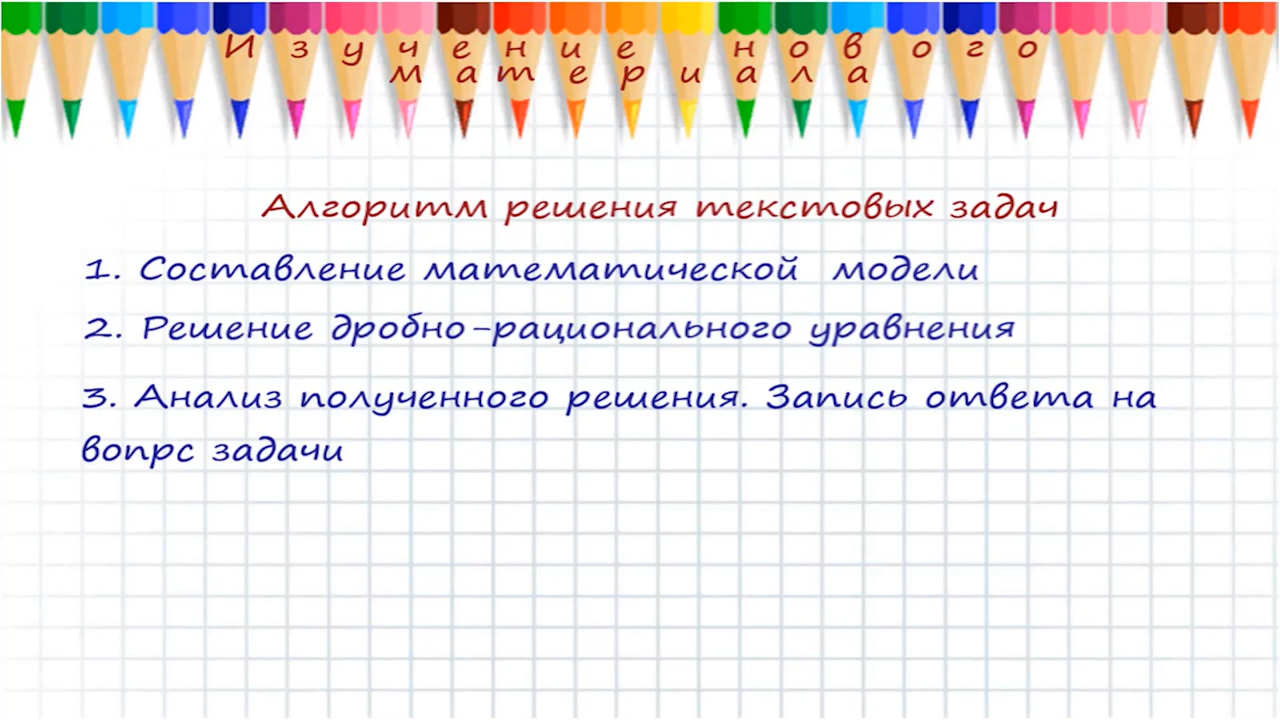 Изучение нового
материала
Алгоритм решения текстовых задач
1. Составление математической модели
2. Решение дробно-рационального уравнения
3. Анализ полученного решения. Запись ответа на
вопрс задачи